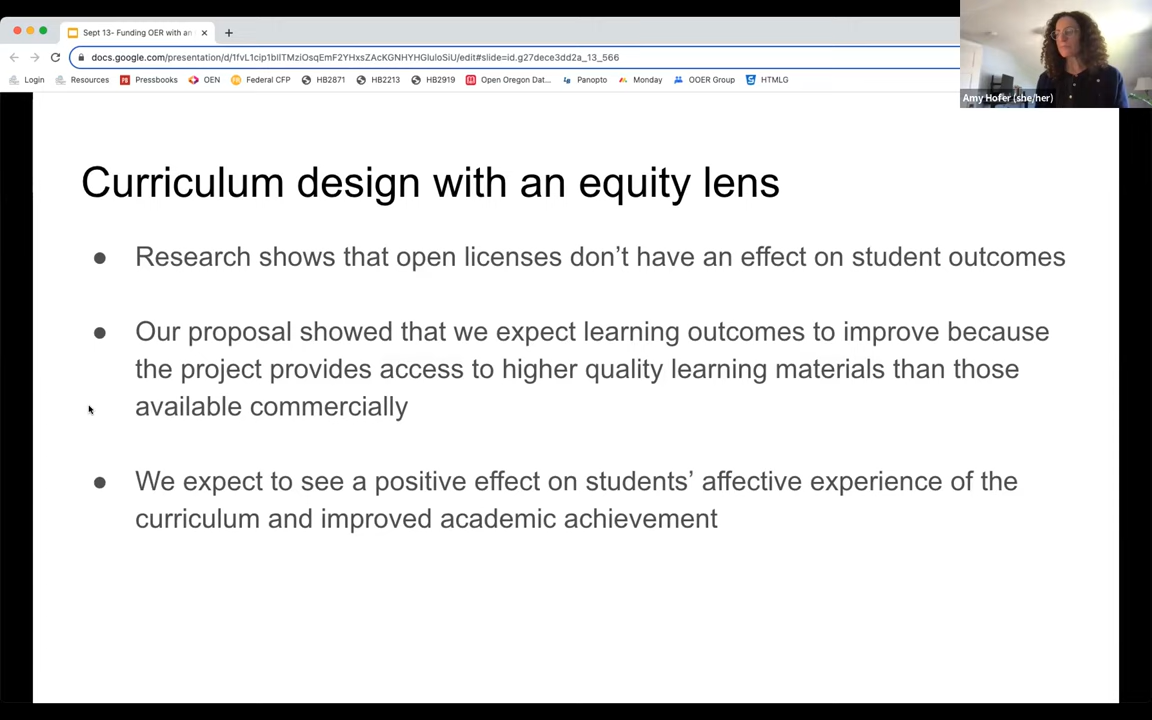 Sept 13- Funding OER with an
docs.google.com/presentation/d/1fvL1cip1bIITMziOsqEmF2YHxsZAcKGNHYHGluloSiU/edit#slide=id.g27dece3dd2a_13_566
Login Resources Pressbooks OEN Federal CFP HB2871 HB2213 HB2919 Open Oregon Dat... Panopto Monday OOER Group HTMLG
Amy Hofer (she/her)
Curriculum design with an equity lens
● Research shows that open licenses don’t have an effect on student outcomes
● Our proposal showed that we expect learning outcomes to improve because
the project provides access to higher quality learning materials than those
available commercially
● We expect to see a positive effect on students’ affective experience of the
curriculum and improved academic achievement